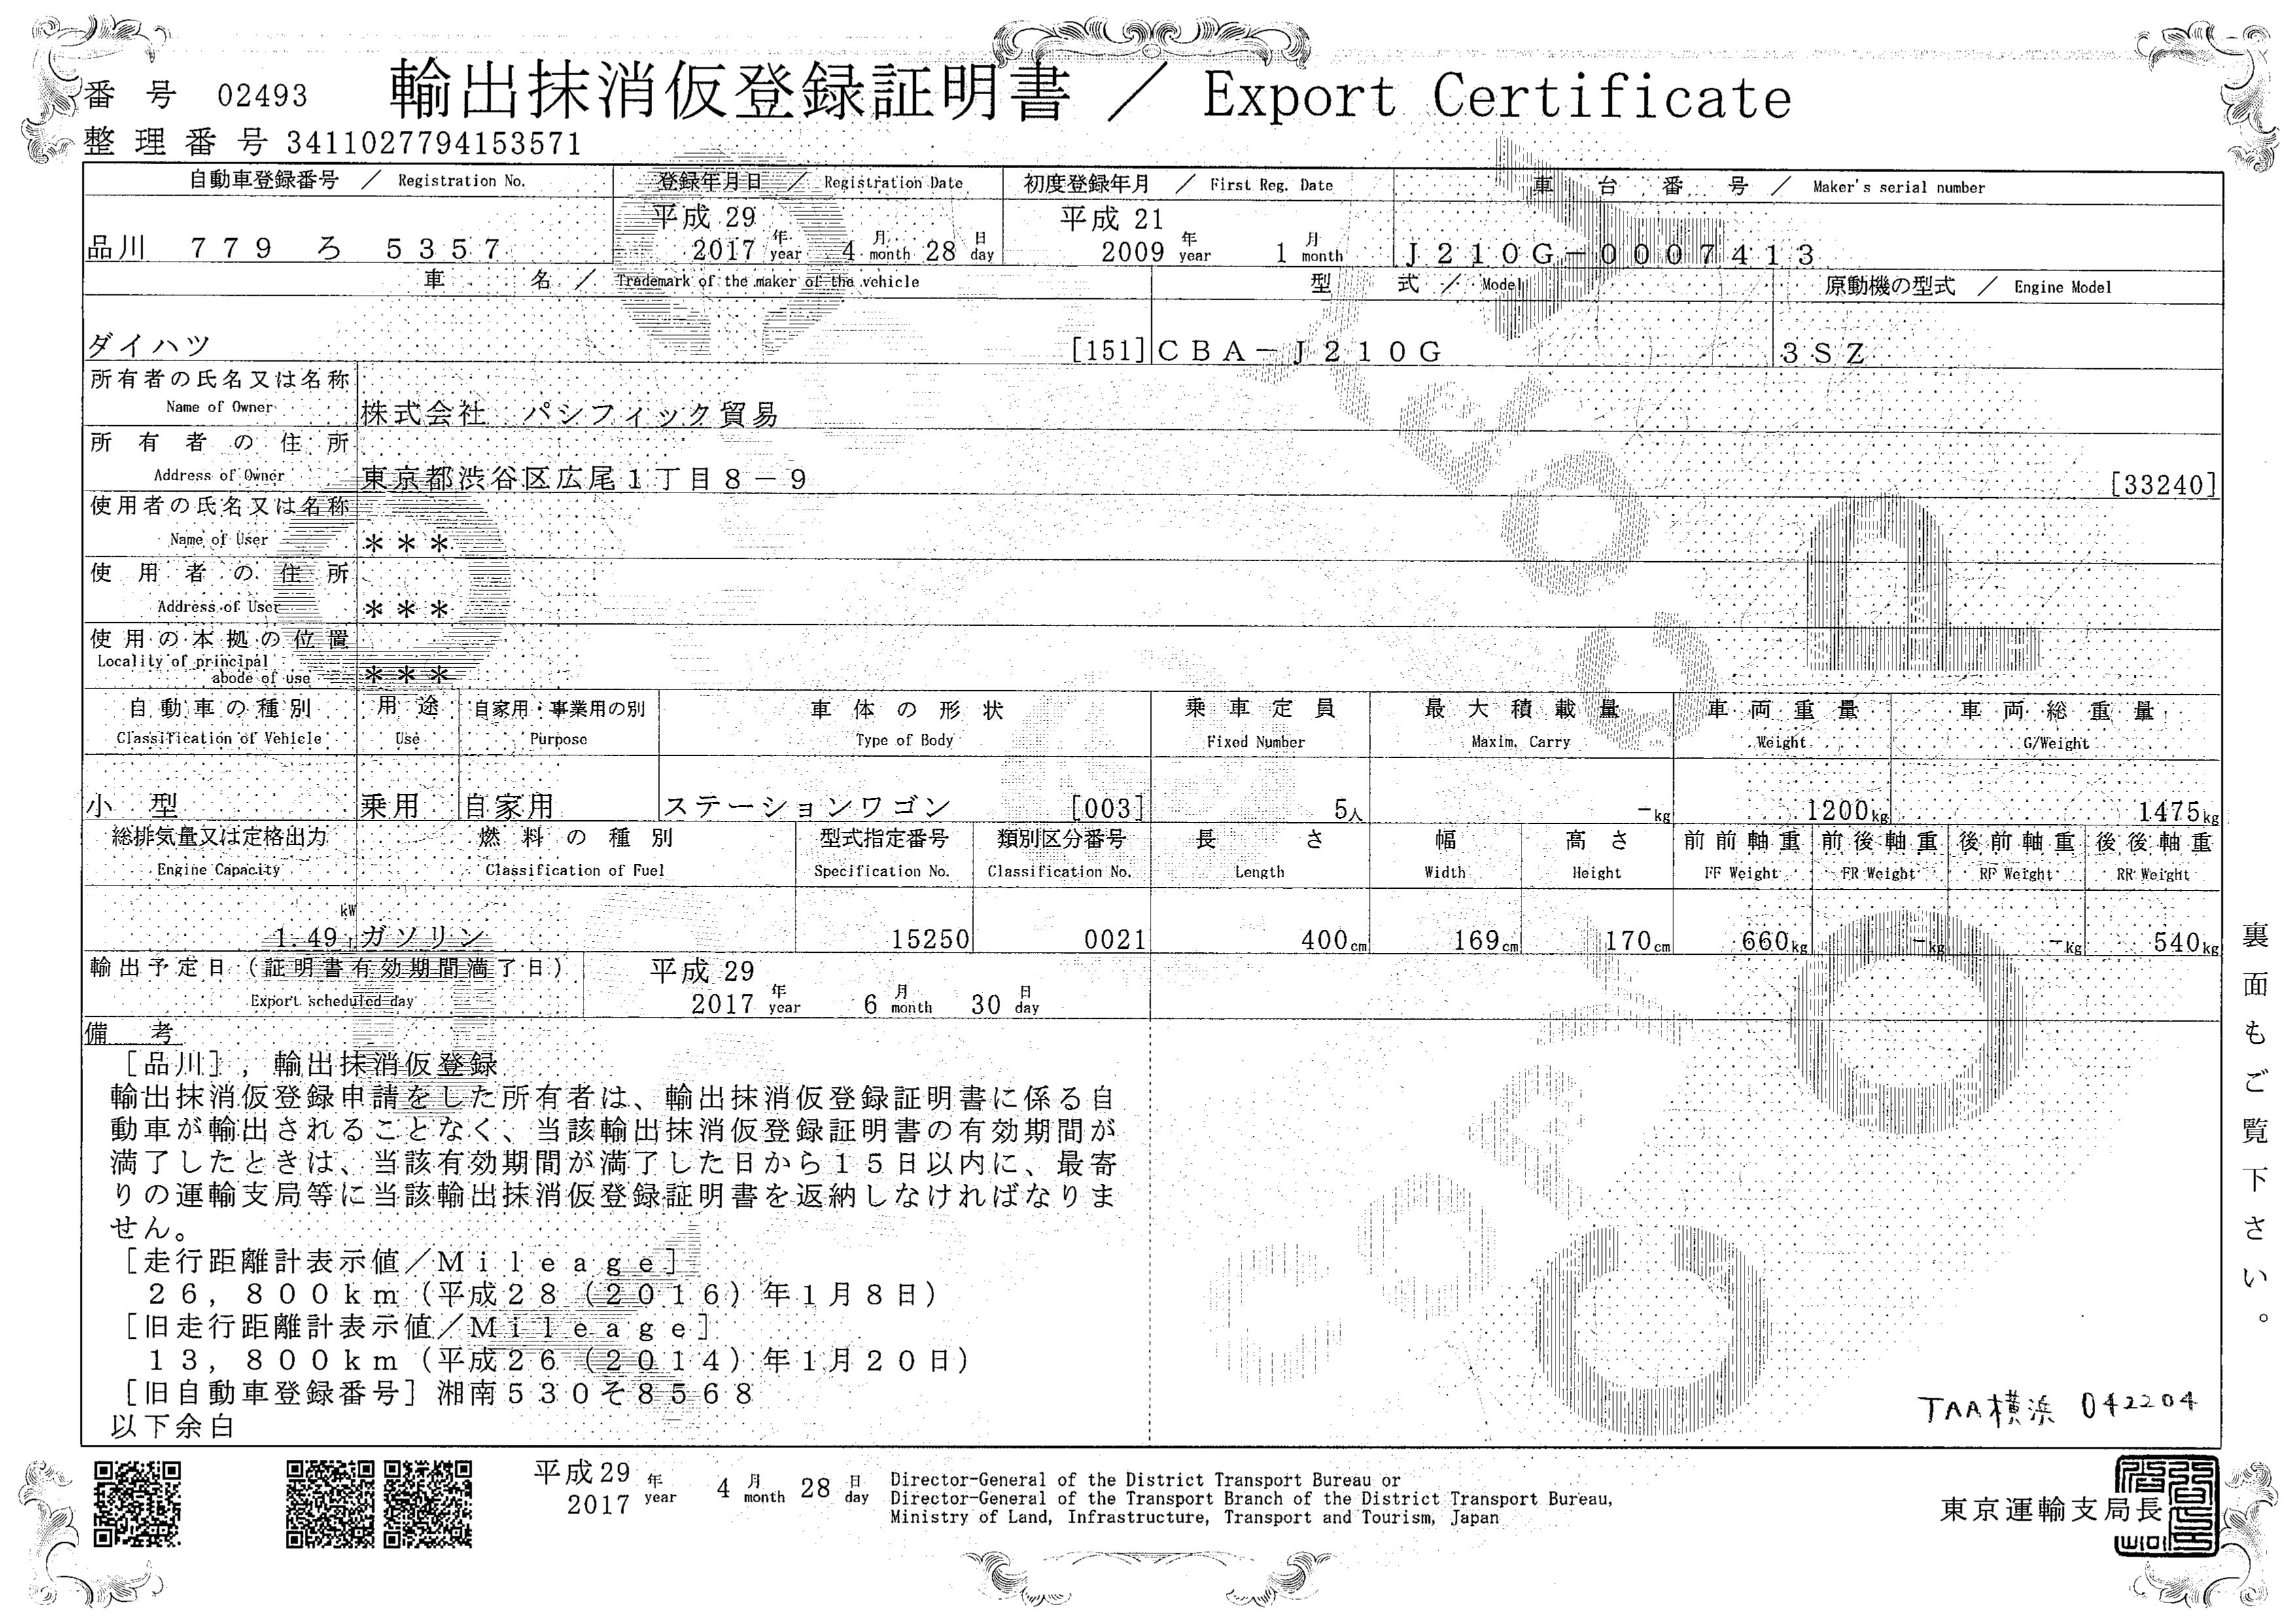 番号 02493
輸出抹消仮登録証明書 / Export Certificate
整理番号 3411027794153571
自動車登録番号 / Registration No.
登録年月日 / Registration Date
初度登録年月 / First Reg. Date
車台番号 / Maker's serial number
品川 779 ろ 5357
平成 29
2017 年 year 4 月 month 28 日 day
平成 21
2009 年 year 1 月 month
J210G-0007413
車名 / Trademark of the maker of the vehicle
型式 / Model
原動機の型式 / Engine Model
ダイハツ [151]
CBA-J210G
3SZ
所有者の氏名又は名称
Name of Owner
株式会社 パシフィック貿易
所有者の住所
Address of Owner
東京都渋谷区広尾1丁目8-9 [33240]
使用者の氏名又は名称
Name of User
***
使用者の住所
Address of User
***
使用の本拠の位置
Locality of principal
abode of use
***
自動車の種別
Classification of Vehicle
用途
Use
自家用・事業用の別
Purpose
車体の形状
Type of Body
乗車定員
Fixed Number
最大積載量
Maxim. Carry
車両重量
Weight
車両総重量
G/Weight
小型
乗用
自家用
ステーションワゴン [003]
5人
-kg
1200kg
1475kg
総排気量又は定格出力
Engine Capacity
燃料の種別
Classification of Fuel
型式指定番号
Specification No.
類別区分番号
Classification No.
長さ
Length
幅
Width
高さ
Height
前前軸重
FF Weight
前後軸重
FR Weight
後前軸重
RF Weight
後後軸重
RR Weight
kW
1.49 l
ガソリン
15250
0021
400cm
169cm
170cm
660kg
-kg
-kg
540kg
輸出予定日(証明書有効期間満了日)
Export scheduled day
平成 29
2017 年 year 6 月 month 30 日 day
備考
[品川],輸出抹消仮登録
輸出抹消仮登録申請をした所有者は、輸出抹消仮登録証明書に係る自
動車が輸出されることなく、当該輸出抹消仮登録証明書の有効期間が
満了したときは、当該有効期間が満了した日から15日以内に、最寄
りの運輸支局等に当該輸出抹消仮登録証明書を返納しなければなりま
せん。
[走行距離計表示値/Mileage]
26,800km(平成28(2016)年1月8日)
[旧走行距離計表示値/Mileage]
13,800km(平成26(2014)年1月20日)
[旧自動車登録番号]湘南530そ8568
以下余白
TAA横浜 042204
裏面もご覧下さい。
平成29 年 4 月 28 日
2017 year month day
Director-General of the District Transport Bureau or
Director-General of the Transport Branch of the District Transport Bureau,
Ministry of Land, Infrastructure, Transport and Tourism, Japan
東京運輸支局長